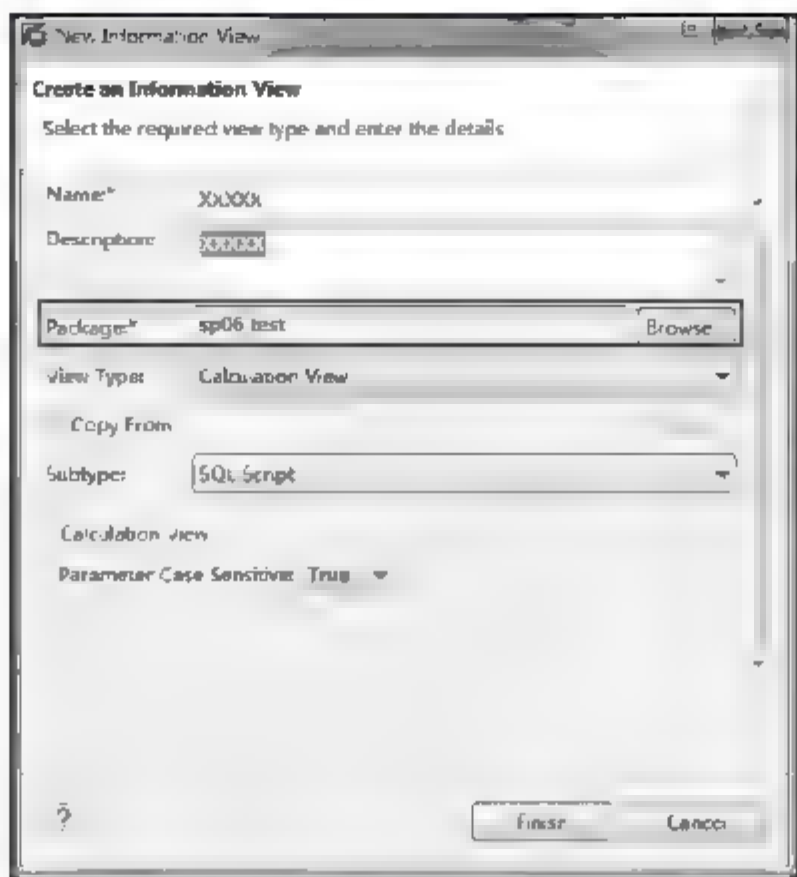 New Information View
Create an Information View
Select the required view type and enter the details
Name:*
Description:
Package:* sp06 test Browse
View Type: Calculation View
Copy From
Subtype: SQL Script
Calculation View
Parameter Case Sensitive: True
?
Finish Cancel